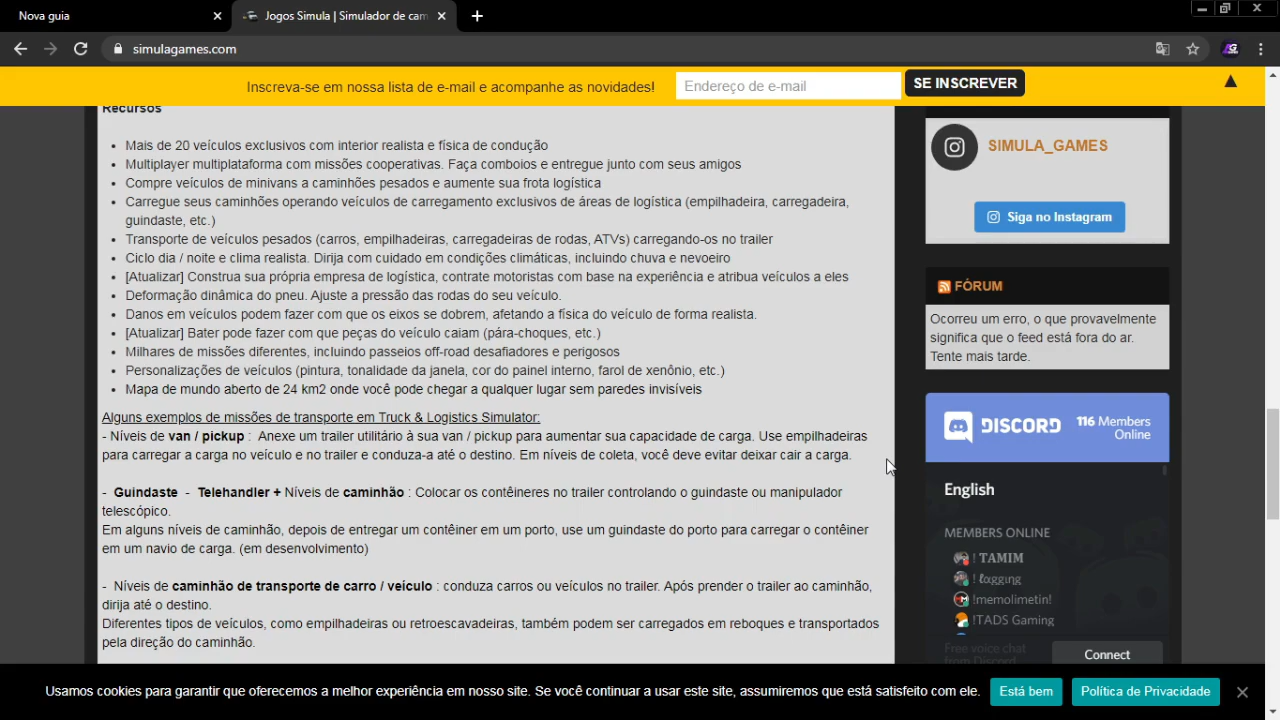 Nova guia
Jogos Simula | Simulador de cam
simulagames.com
Inscreva-se em nossa lista de e-mail e acompanhe as novidades!
Endereço de e-mail
SE INSCREVER
Recursos
Mais de 20 veículos exclusivos com interior realista e física de condução
Multiplayer multiplataforma com missões cooperativas. Faça comboios e entregue junto com seus amigos
Compre veículos de minivans a caminhões pesados e aumente sua frota logística
Carregue seus caminhões operando veículos de carregamento exclusivos de áreas de logística (empilhadeira, carregadeira,
guindaste, etc.)
Transporte de veículos pesados (carros, empilhadeiras, carregadeiras de rodas, ATVs) carregando-os no trailer
Ciclo dia / noite e clima realista. Dirija com cuidado em condições climáticas, incluindo chuva e nevoeiro
[Atualizar] Construa sua própria empresa de logística, contrate motoristas com base na experiência e atribua veículos a eles
Deformação dinâmica do pneu. Ajuste a pressão das rodas do seu veículo.
Danos em veículos podem fazer com que os eixos se dobrem, afetando a física do veículo de forma realista.
[Atualizar] Bater pode fazer com que peças do veículo caiam (pára-choques, etc.)
Milhares de missões diferentes, incluindo passeios off-road desafiadores e perigosos
Personalizações de veículos (pintura, tonalidade da janela, cor do painel interno, farol de xenônio, etc.)
Mapa de mundo aberto de 24 km2 onde você pode chegar a qualquer lugar sem paredes invisíveis
Alguns exemplos de missões de transporte em Truck & Logistics Simulator:
- Níveis de van / pickup : Anexe um trailer utilitário à sua van / pickup para aumentar sua capacidade de carga. Use empilhadeiras
para carregar a carga no veículo e no trailer e conduza-a até o destino. Em níveis de coleta, você deve evitar deixar cair a carga.
- Guindaste - Telehandler + Níveis de caminhão : Colocar os contêineres no trailer controlando o guindaste ou manipulador
telescópico.
Em alguns níveis de caminhão, depois de entregar um contêiner em um porto, use um guindaste do porto para carregar o contêiner
em um navio de carga. (em desenvolvimento)
- Níveis de caminhão de transporte de carro / veículo : conduza carros ou veículos no trailer. Após prender o trailer ao caminhão,
dirija até o destino.
Diferentes tipos de veículos, como empilhadeiras ou retroescavadeiras, também podem ser carregados em reboques e transportados
pela direção do caminhão.
SIMULA_GAMES
Siga no Instagram
FÓRUM
Ocorreu um erro, o que provavelmente
significa que o feed está fora do ar.
Tente mais tarde.
DISCORD
116 Members
Online
English
MEMBERS ONLINE
! TAMIM
! ℓαggιng
!memolimetin!
!TADS Gaming
Free voice chat
from Discord
Connect
Usamos cookies para garantir que oferecemos a melhor experiência em nosso site. Se você continuar a usar este site, assumiremos que está satisfeito com ele.
Está bem
Política de Privacidade